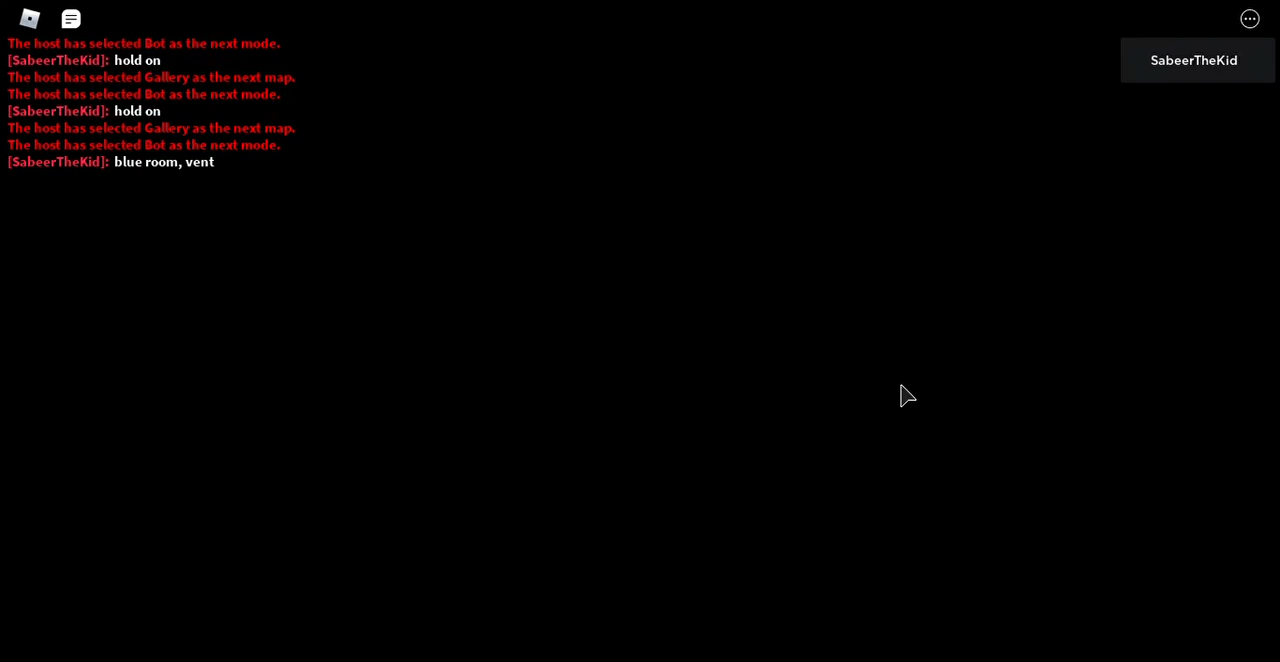 The host has selected Bot as the next mode.
[SabeerTheKid]: hold on
The host has selected Gallery as the next map.
The host has selected Bot as the next mode.
[SabeerTheKid]: hold on
The host has selected Gallery as the next map.
The host has selected Bot as the next mode.
[SabeerTheKid]: blue room, vent
SabeerTheKid